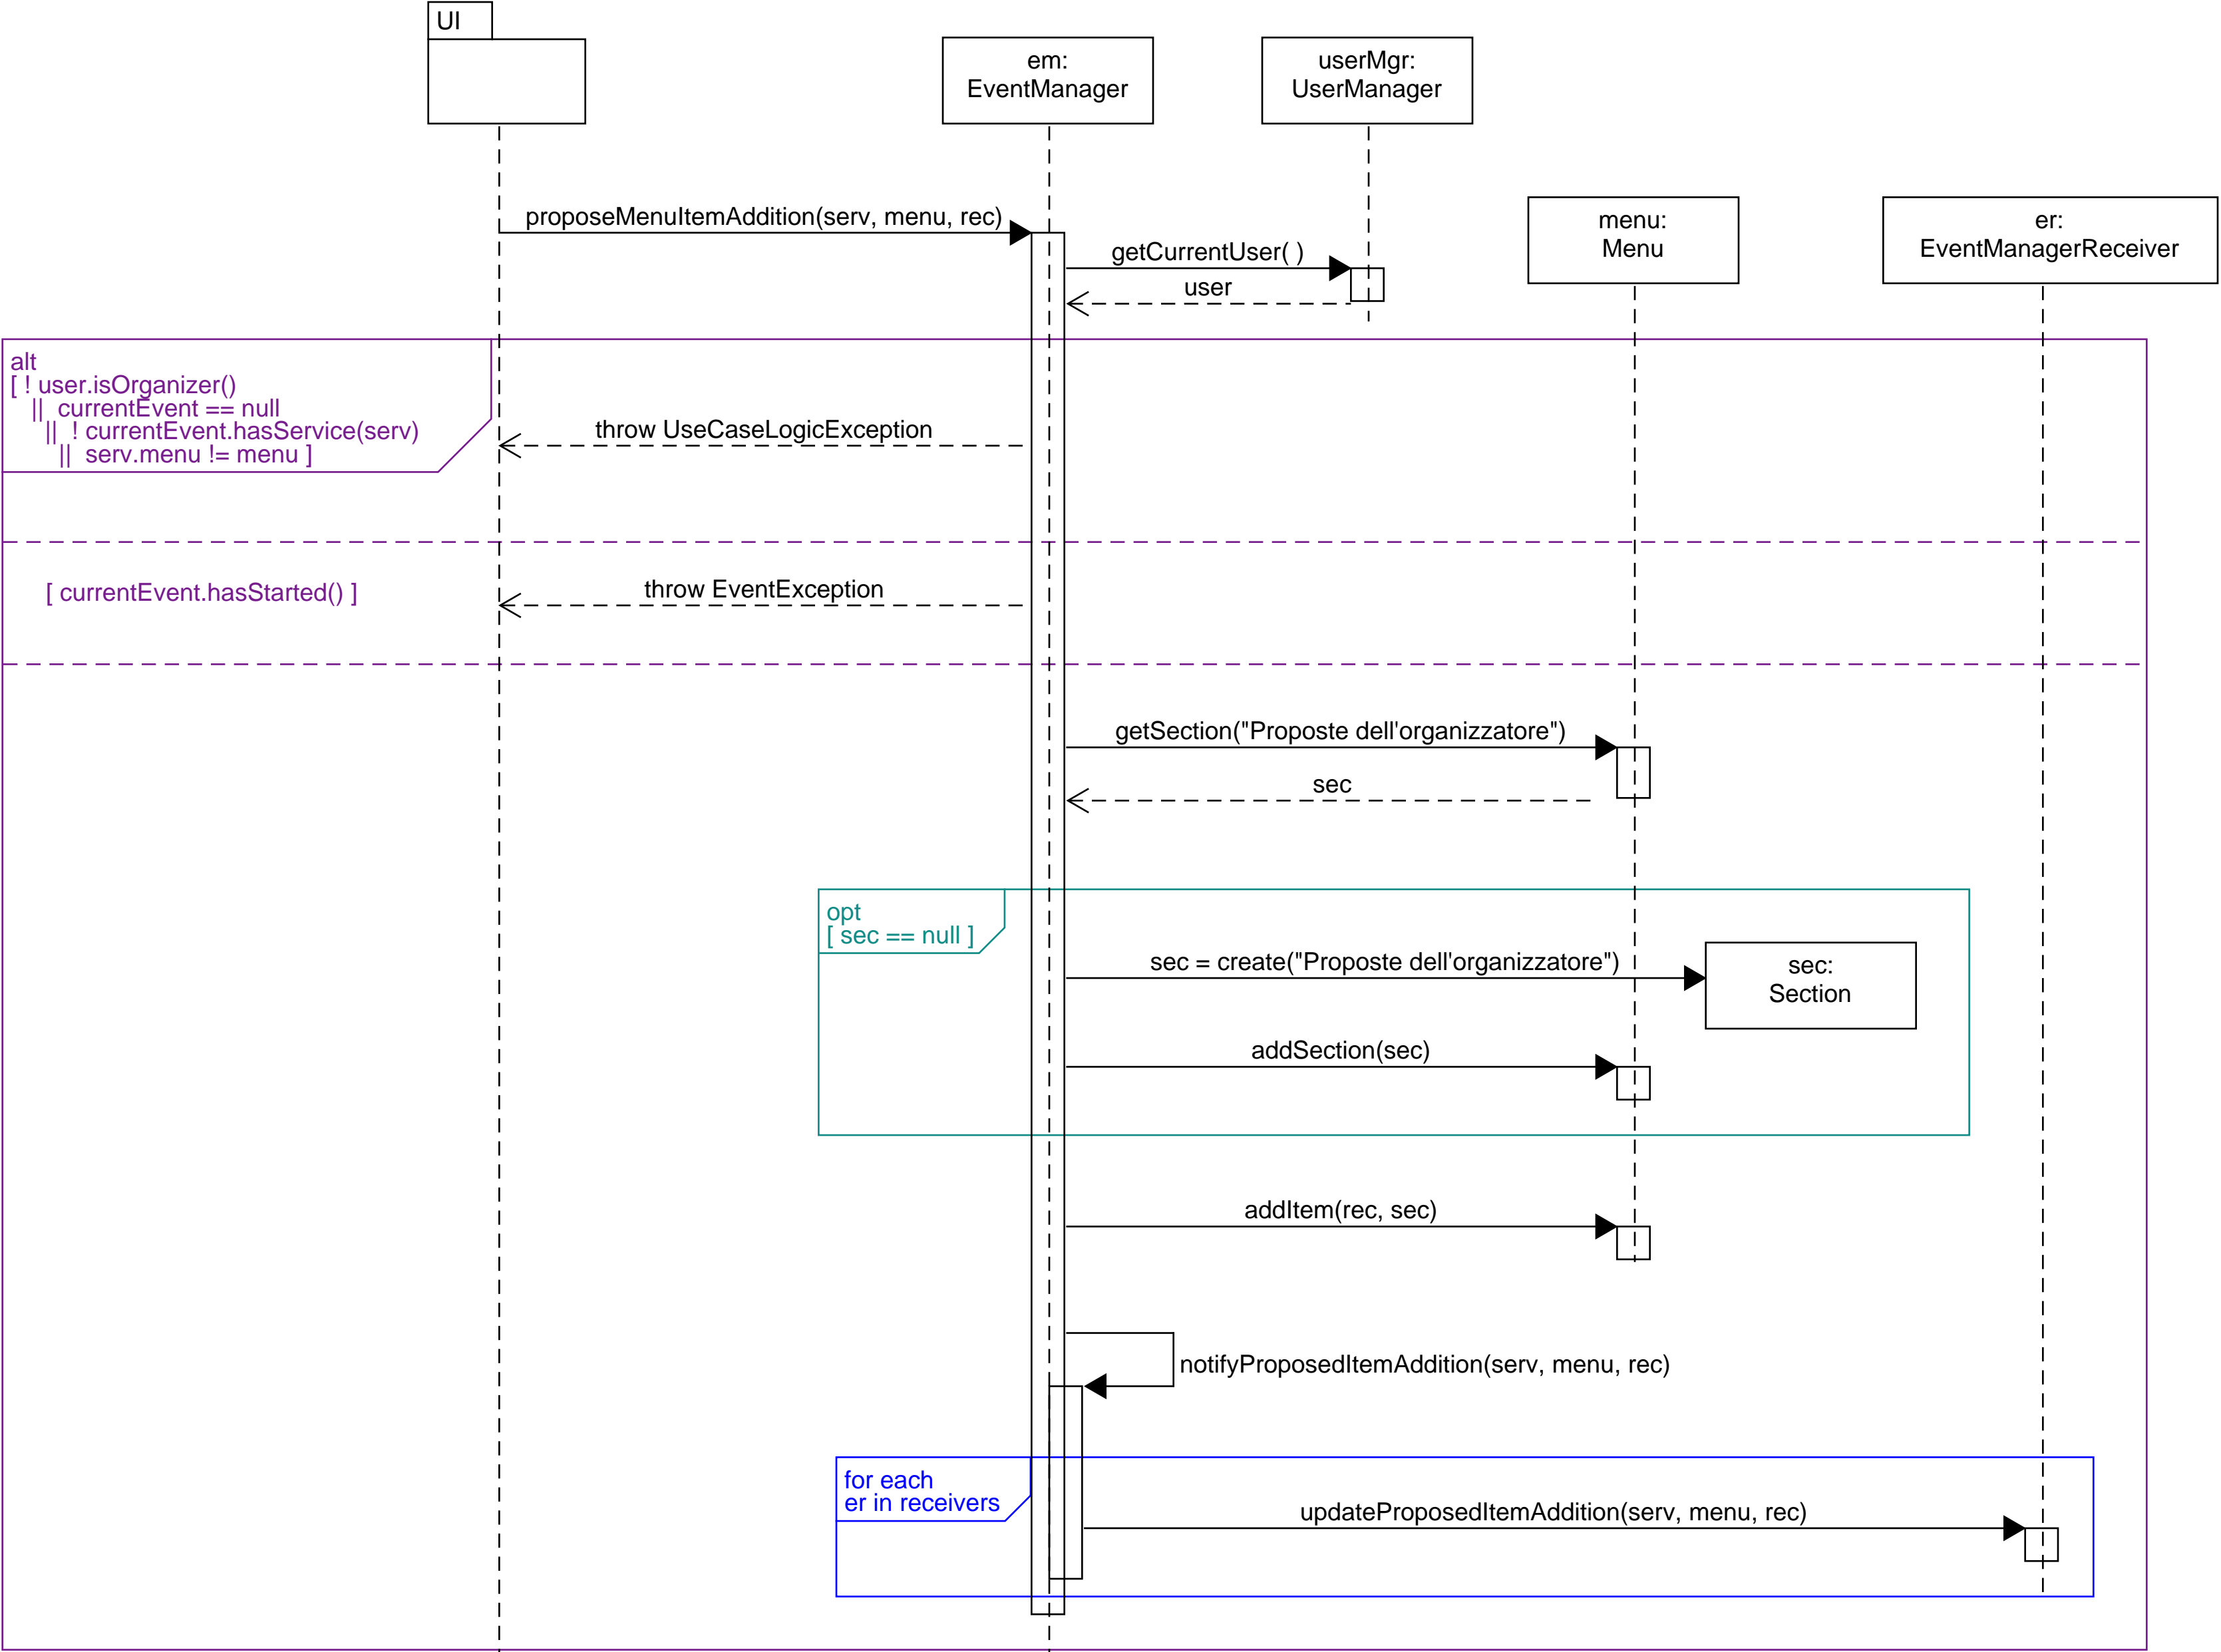 UI
em:
EventManager
userMgr:
UserManager
proposeMenuItemAddition(serv, menu, rec)
menu:
Menu
er:
EventManagerReceiver
getCurrentUser( )
user
alt
[ ! user.isOrganizer()
|| currentEvent == null
|| ! currentEvent.hasService(serv)
|| serv.menu != menu ]
throw UseCaseLogicException
[ currentEvent.hasStarted() ]
throw EventException
getSection("Proposte dell'organizzatore")
sec
opt
[ sec == null ]
sec = create("Proposte dell'organizzatore")
sec:
Section
addSection(sec)
addItem(rec, sec)
notifyProposedItemAddition(serv, menu, rec)
for each
er in receivers
updateProposedItemAddition(serv, menu, rec)